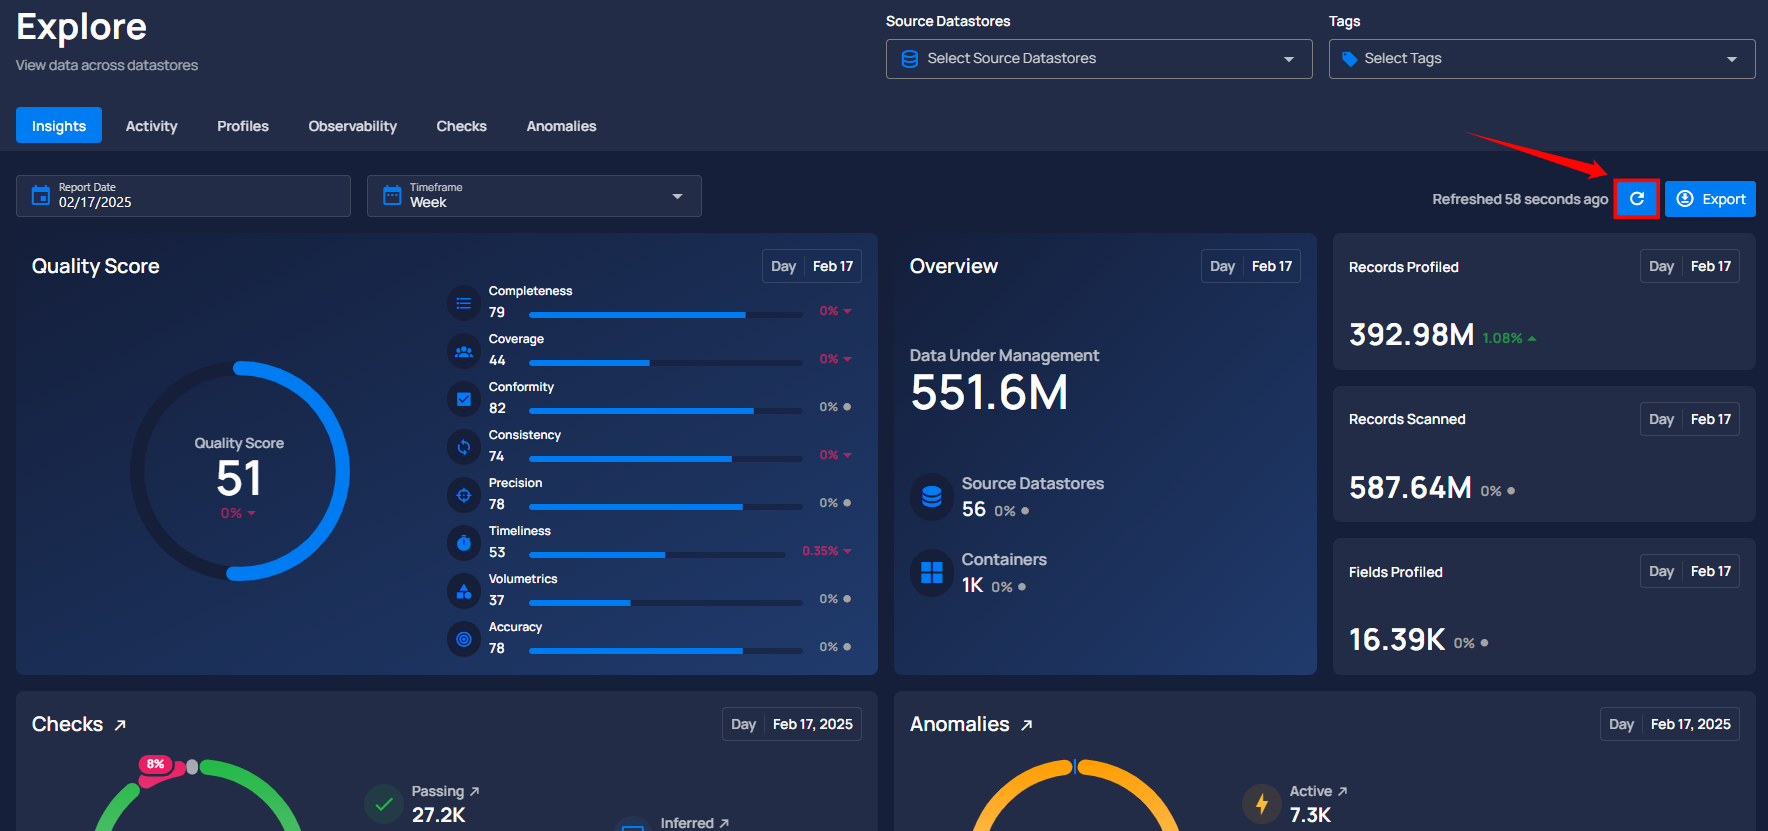 Explore
View data across datastores
Source Datastores
Select Source Datastores
Tags
Select Tags
Insights
Activity
Profiles
Observability
Checks
Anomalies
Report Date
02/17/2025
Timeframe
Week
Refreshed 58 seconds ago
Export
Quality Score
Day Feb 17
Quality Score
51
0%
Completeness
79
0%
Coverage
44
0%
Conformity
82
0%
Consistency
74
0%
Precision
78
0%
Timeliness
53
0.35%
Volumetrics
37
0%
Accuracy
78
0%
Overview
Day Feb 17
Data Under Management
551.6M
Source Datastores
56 0%
Containers
1K 0%
Records Profiled
Day Feb 17
392.98M 1.08%
Records Scanned
Day Feb 17
587.64M 0%
Fields Profiled
Day Feb 17
16.39K 0%
Checks
Day Feb 17, 2025
8%
Passing
27.2K
Inferred
Anomalies
Day Feb 17, 2025
Active
7.3K